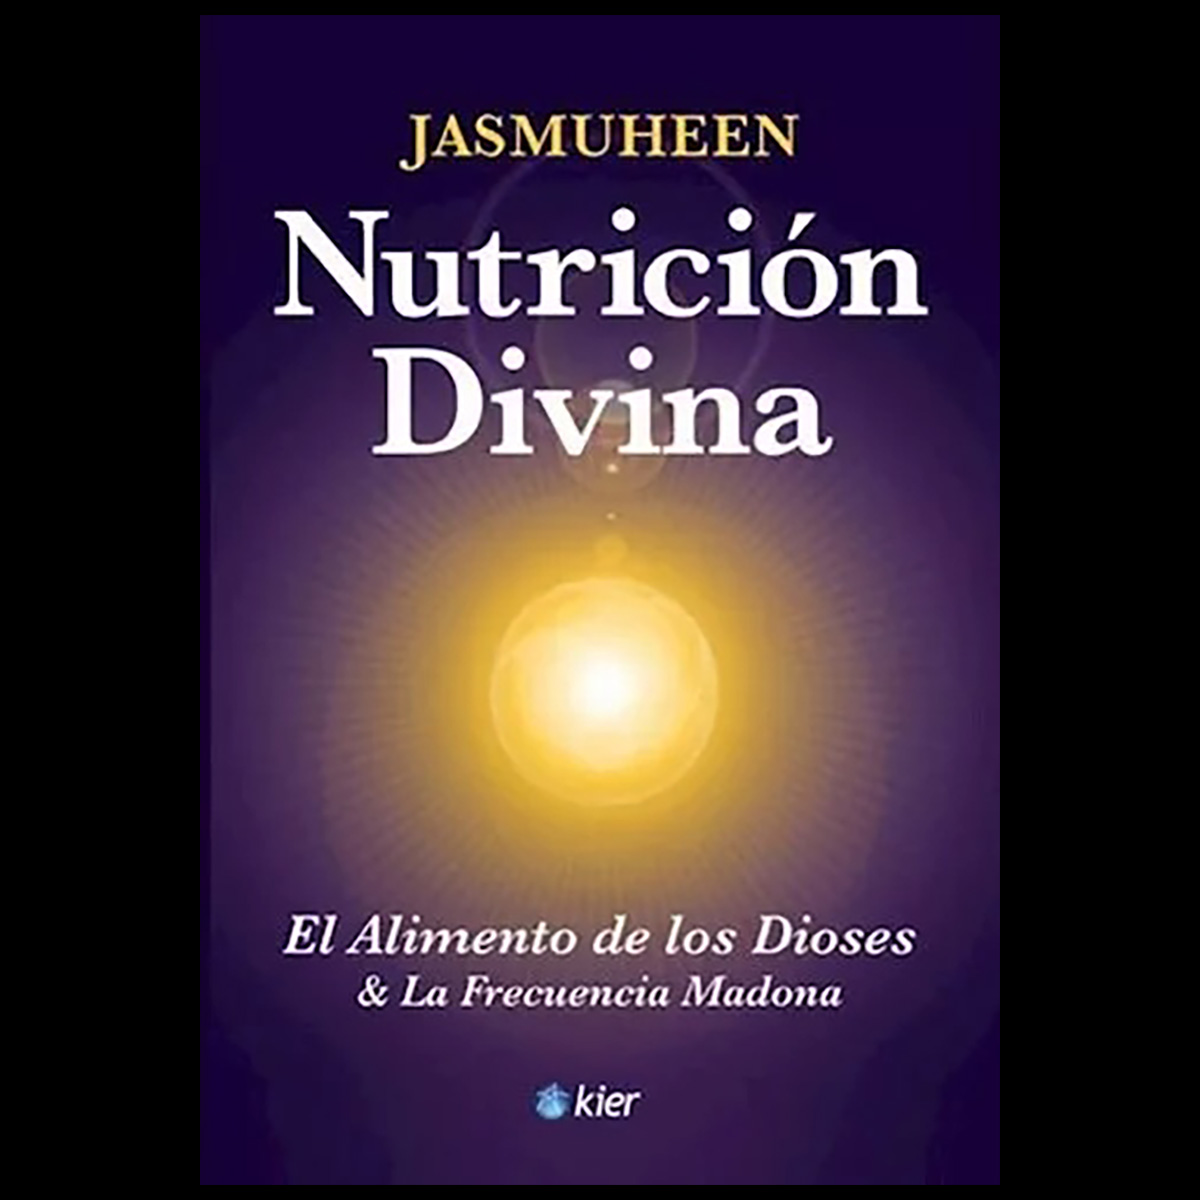 JASMUHEEN
Nutrición
Divina
El Alimento de los Dioses
& La Frecuencia Madona
kier